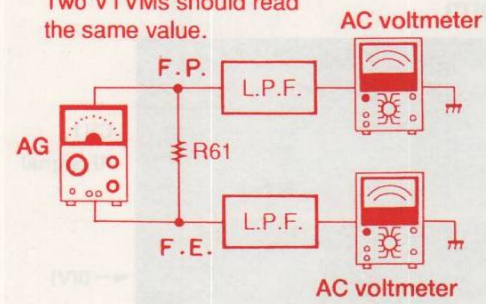 Two VTVMs should read
the same value.
AC voltmeter
F.P.
L.P.F.
AG
R61
L.P.F.
F.E.
AC voltmeter